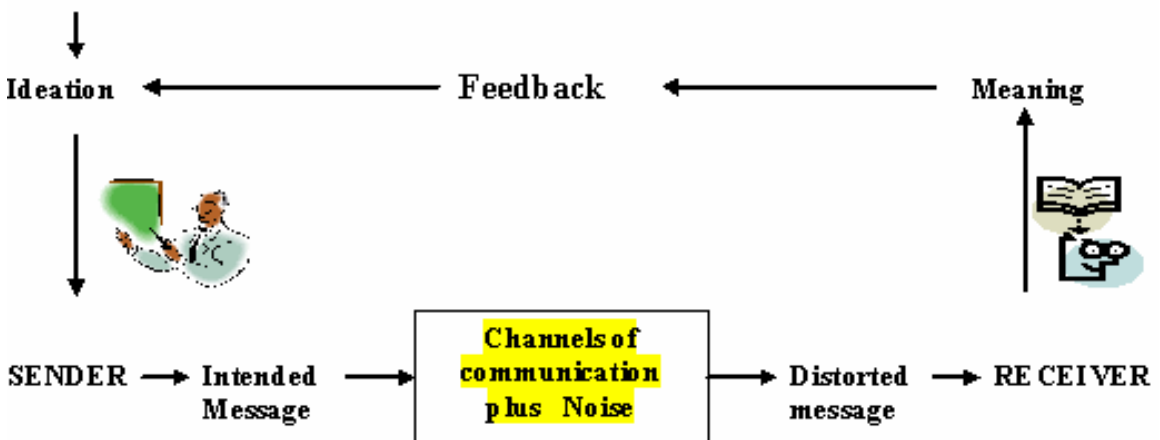 Ideation
Feedback
Meaning
SENDER
Intended
Message
Channels of
communication
plus Noise
Distorted
message
RECEIVER